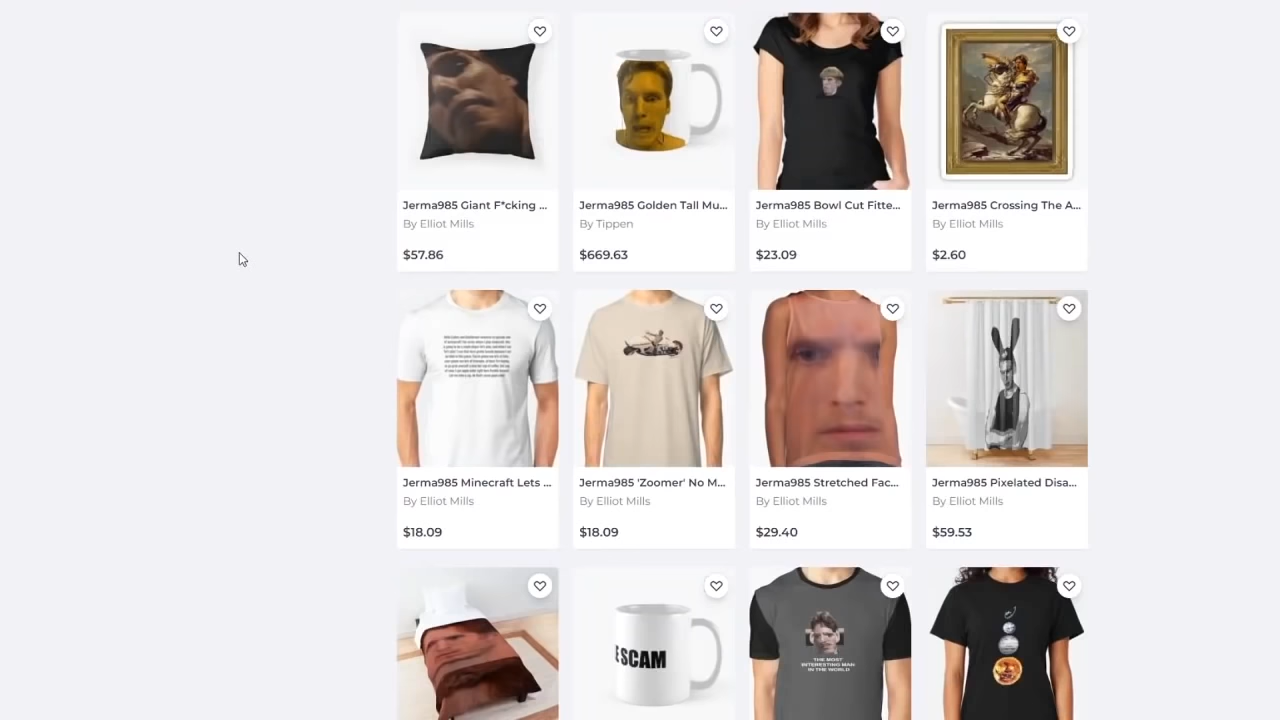 Jerma985 Giant F*cking ...
By Elliot Mills
$57.86
Jerma985 Golden Tall Mu...
By Tippen
$669.63
Jerma985 Bowl Cut Fitte...
By Elliot Mills
$23.09
Jerma985 Crossing The A...
By Elliot Mills
$2.60
Jerma985 Minecraft Lets ...
By Elliot Mills
$18.09
Jerma985 'Zoomer' No M...
By Elliot Mills
$18.09
Jerma985 Stretched Fac...
By Elliot Mills
$29.40
Jerma985 Pixelated Disa...
By Elliot Mills
$59.53
SCAM
THE MOST
INTERESTING MAN
IN THE WORLD